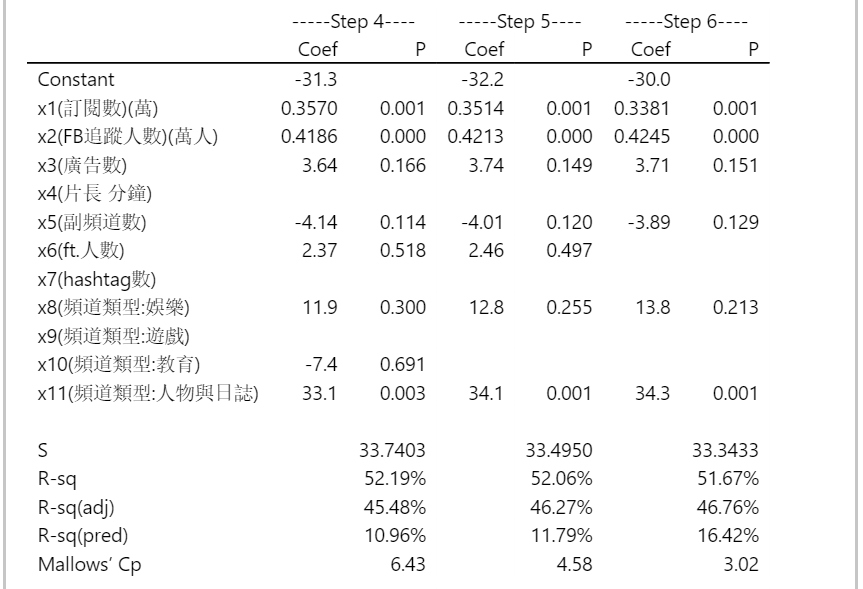 -----Step 4---- -----Step 5---- -----Step 6----
Coef P Coef P Coef P
Constant -31.3 -32.2 -30.0
x1(訂閱數)(萬) 0.3570 0.001 0.3514 0.001 0.3381 0.001
x2(FB追蹤人數)(萬人) 0.4186 0.000 0.4213 0.000 0.4245 0.000
x3(廣告數) 3.64 0.166 3.74 0.149 3.71 0.151
x4(片長 分鐘)
x5(副頻道數) -4.14 0.114 -4.01 0.120 -3.89 0.129
x6(ft.人數) 2.37 0.518 2.46 0.497
x7(hashtag數)
x8(頻道類型:娛樂) 11.9 0.300 12.8 0.255 13.8 0.213
x9(頻道類型:遊戲)
x10(頻道類型:教育) -7.4 0.691
x11(頻道類型:人物與日誌) 33.1 0.003 34.1 0.001 34.3 0.001
S 33.7403 33.4950 33.3433
R-sq 52.19% 52.06% 51.67%
R-sq(adj) 45.48% 46.27% 46.76%
R-sq(pred) 10.96% 11.79% 16.42%
Mallows’ Cp 6.43 4.58 3.02